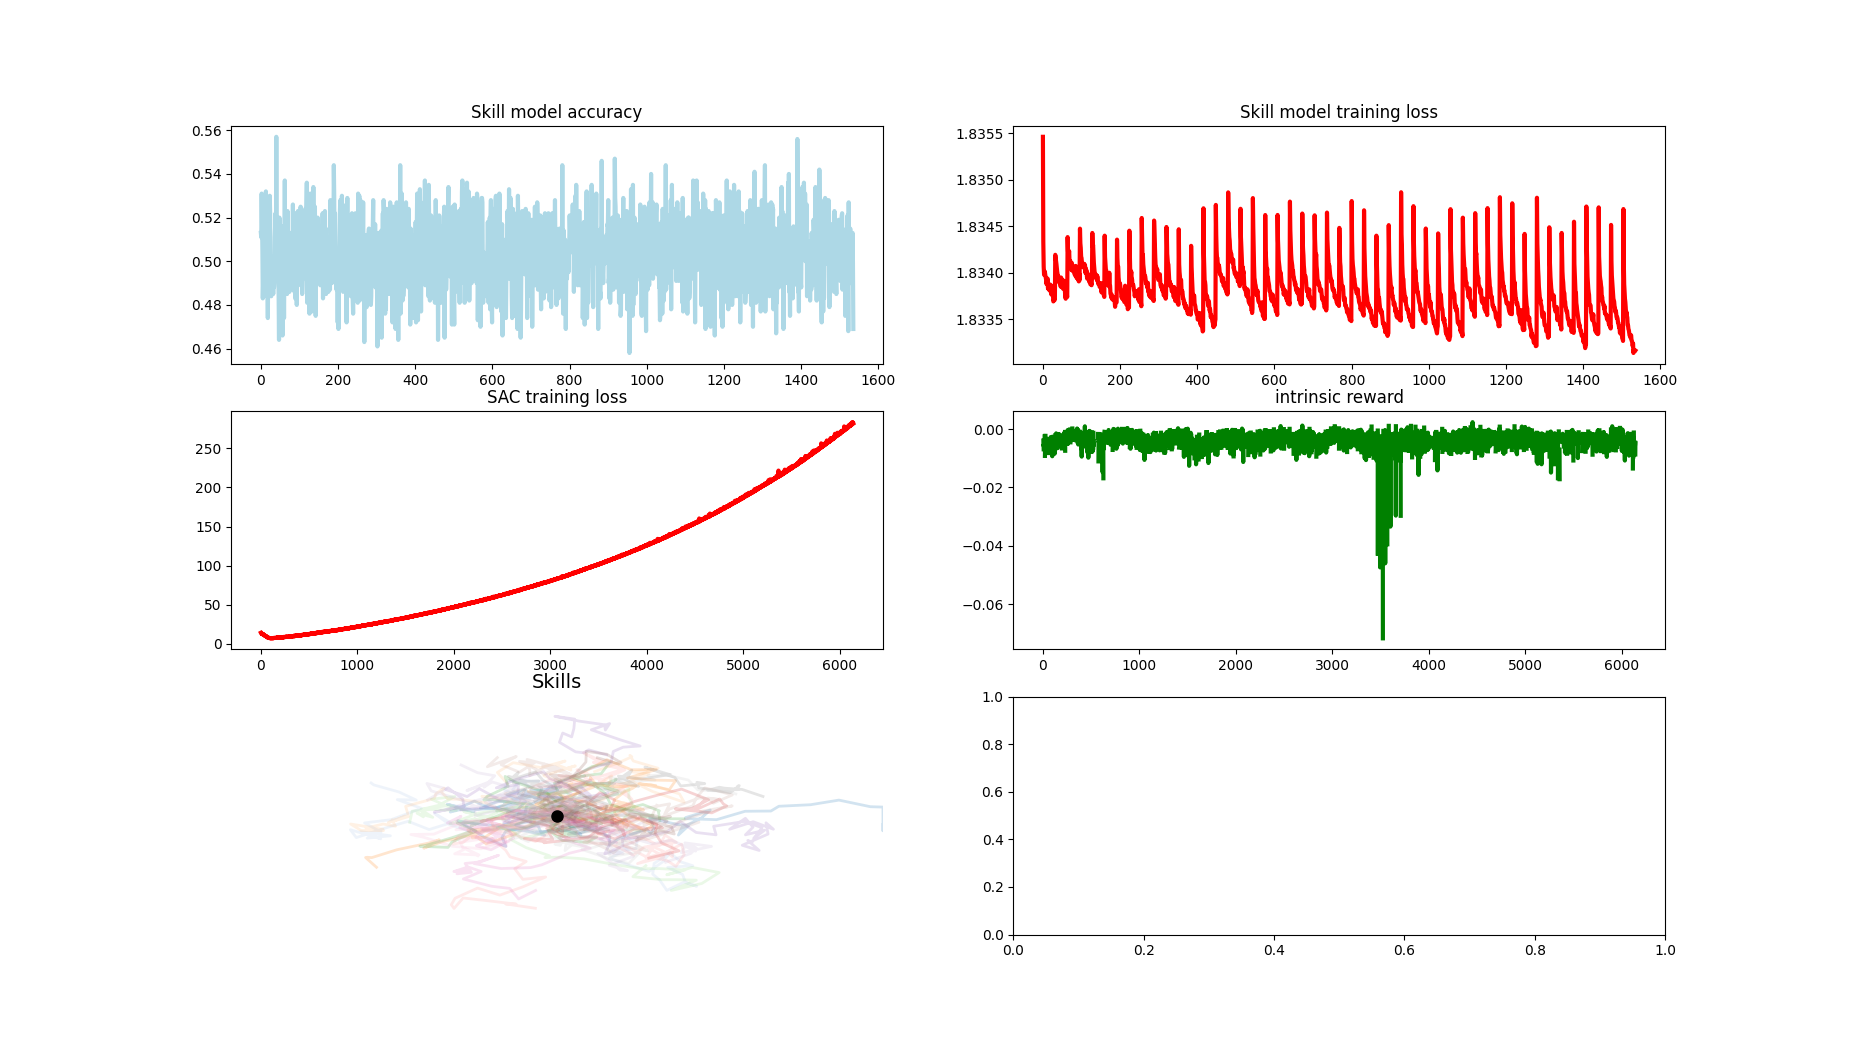 Skill model accuracy
0.56
0.54
0.52
0.50
0.48
0.46
0 200 400 600 800 1000 1200 1400 1600
Skill model training loss
1.8355
1.8350
1.8345
1.8340
1.8335
0 200 400 600 800 1000 1200 1400 1600
SAC training loss
250
200
150
100
50
0
0 1000 2000 3000 4000 5000 6000
intrinsic reward
0.00
−0.02
−0.04
−0.06
0 1000 2000 3000 4000 5000 6000
Skills
1.0
0.8
0.6
0.4
0.2
0.0
0.0 0.2 0.4 0.6 0.8 1.0